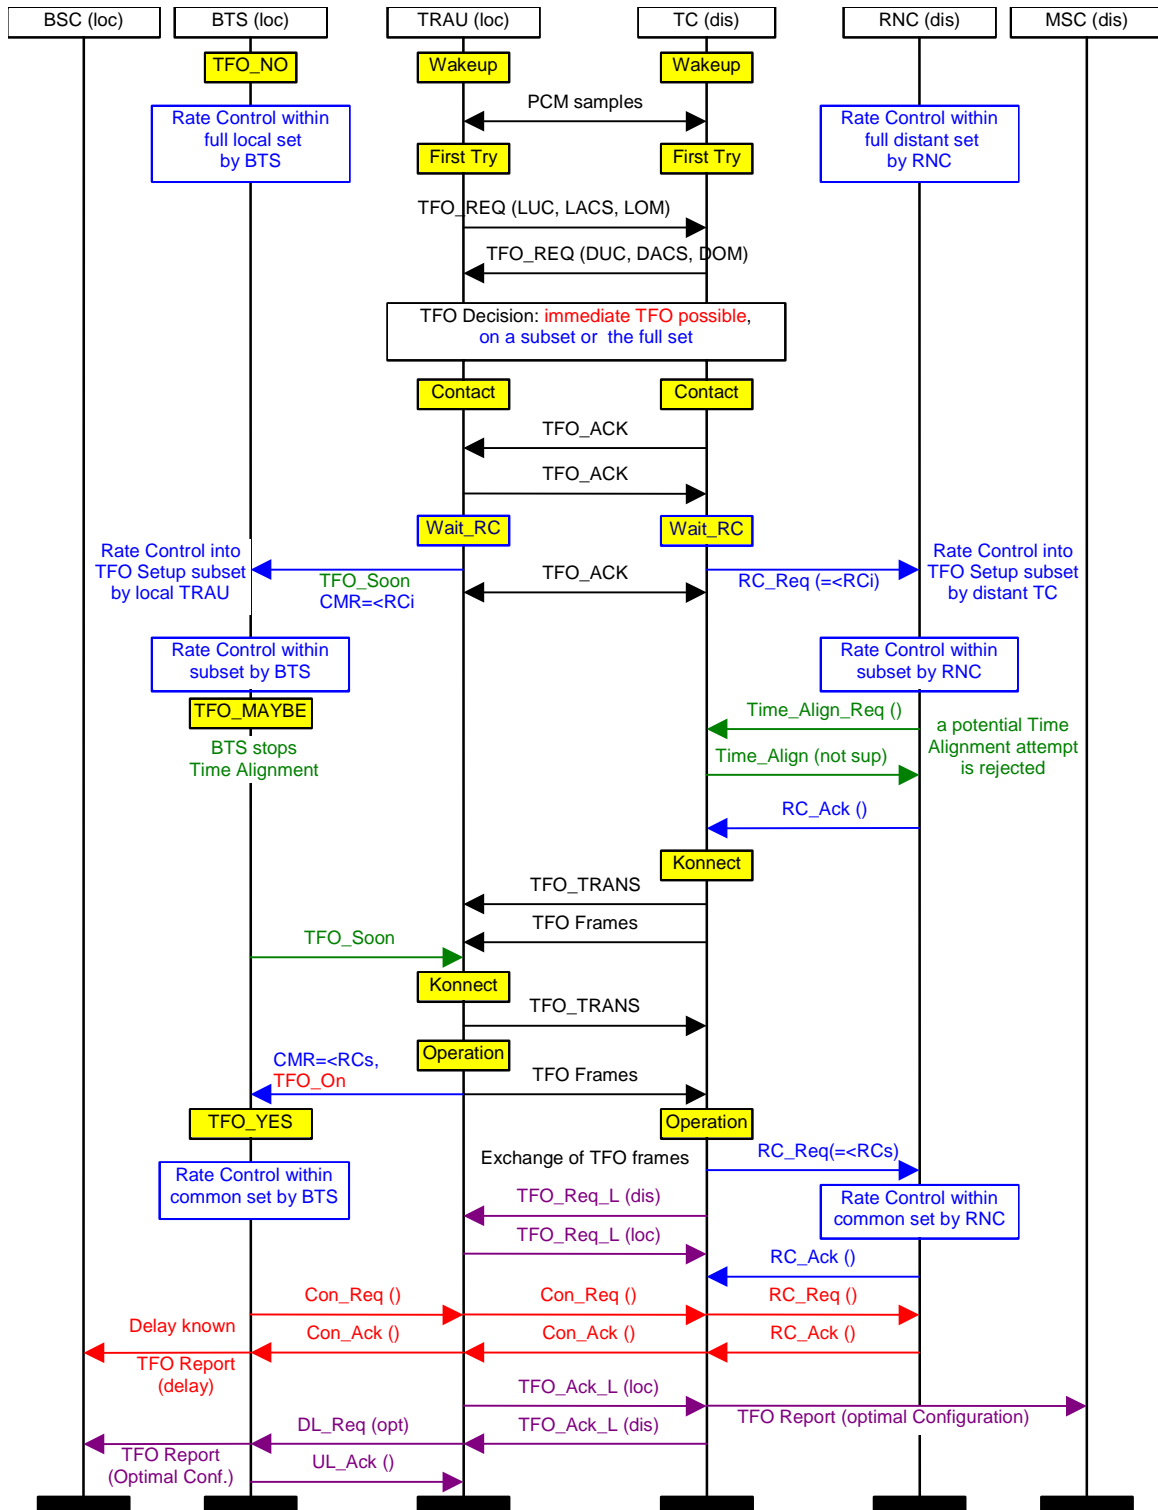 BSC (loc)
BTS (loc)
TRAU (loc)
TC (dis)
RNC (dis)
MSC (dis)
TFO_NO
Wakeup
Wakeup
PCM samples
Rate Control within
full local set
by BTS
Rate Control within
full distant set
by RNC
First Try
First Try
TFO_REQ (LUC, LACS, LOM)
TFO_REQ (DUC, DACS, DOM)
TFO Decision: immediate TFO possible,
on a subset or the full set
Contact
Contact
TFO_ACK
TFO_ACK
Wait_RC
Wait_RC
Rate Control into
TFO Setup subset
by local TRAU
TFO_Soon
CMR=<RCi
TFO_ACK
RC_Req (=<RCi)
Rate Control into
TFO Setup subset
by distant TC
Rate Control within
subset by BTS
Rate Control within
subset by RNC
TFO_MAYBE
BTS stops
Time Alignment
Time_Align_Req ()
Time_Align (not sup)
a potential Time
Alignment attempt
is rejected
RC_Ack ()
Konnect
TFO_TRANS
TFO Frames
TFO_Soon
Konnect
TFO_TRANS
Operation
CMR=<RCs,
TFO_On
TFO Frames
TFO_YES
Operation
Exchange of TFO frames
RC_Req(=<RCs)
Rate Control within
common set by BTS
TFO_Req_L (dis)
Rate Control within
common set by RNC
TFO_Req_L (loc)
RC_Ack ()
Con_Req ()
Con_Req ()
RC_Req ()
Delay known
Con_Ack ()
Con_Ack ()
RC_Ack ()
TFO Report
(delay)
TFO_Ack_L (loc)
TFO Report (optimal Configuration)
DL_Req (opt)
TFO_Ack_L (dis)
TFO Report
(Optimal Conf.)
UL_Ack ()